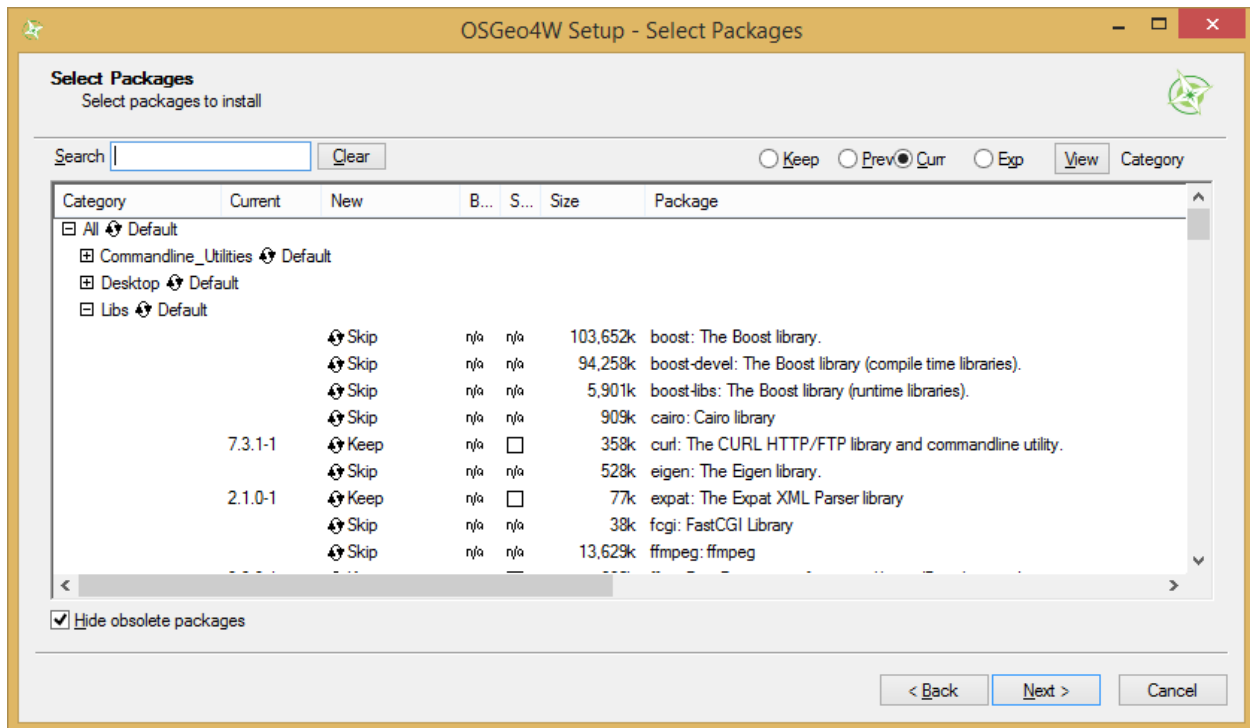 OSGeo4W Setup - Select Packages
Select Packages
Select packages to install
Search Clear Keep Prev Curr Exp View Category
Category Current New B... S... Size Package
All Default
Commandline_Utilities Default
Desktop Default
Libs Default
Skip n/a n/a 103,652k boost: The Boost library.
Skip n/a n/a 94,258k boost-devel: The Boost library (compile time libraries).
Skip n/a n/a 5,901k boost-libs: The Boost library (runtime libraries).
Skip n/a n/a 909k cairo: Cairo library
7.3.1-1 Keep n/a 358k curl: The CURL HTTP/FTP library and commandline utility.
Skip n/a n/a 528k eigen: The Eigen library.
2.1.0-1 Keep n/a 77k expat: The Expat XML Parser library
Skip n/a n/a 38k fcgi: FastCGI Library
Skip n/a n/a 13,629k ffmpeg: ffmpeg
Hide obsolete packages
< Back Next > Cancel